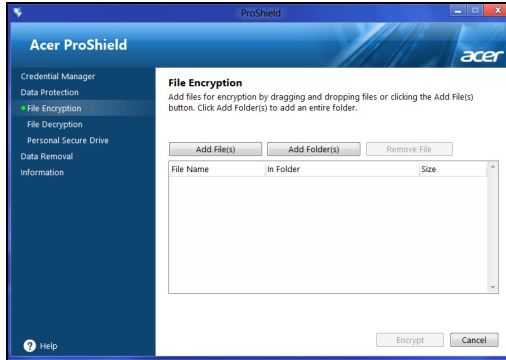 ProShield
Acer ProShield
acer
Credential Manager
Data Protection
File Encryption
File Decryption
Personal Secure Drive
Data Removal
Information
Help
File Encryption
Add files for encryption by dragging and dropping files or clicking the Add File(s)
button. Click Add Folder(s) to add an entire folder.
Add File(s) Add Folder(s) Remove File
File Name In Folder Size
Encrypt Cancel